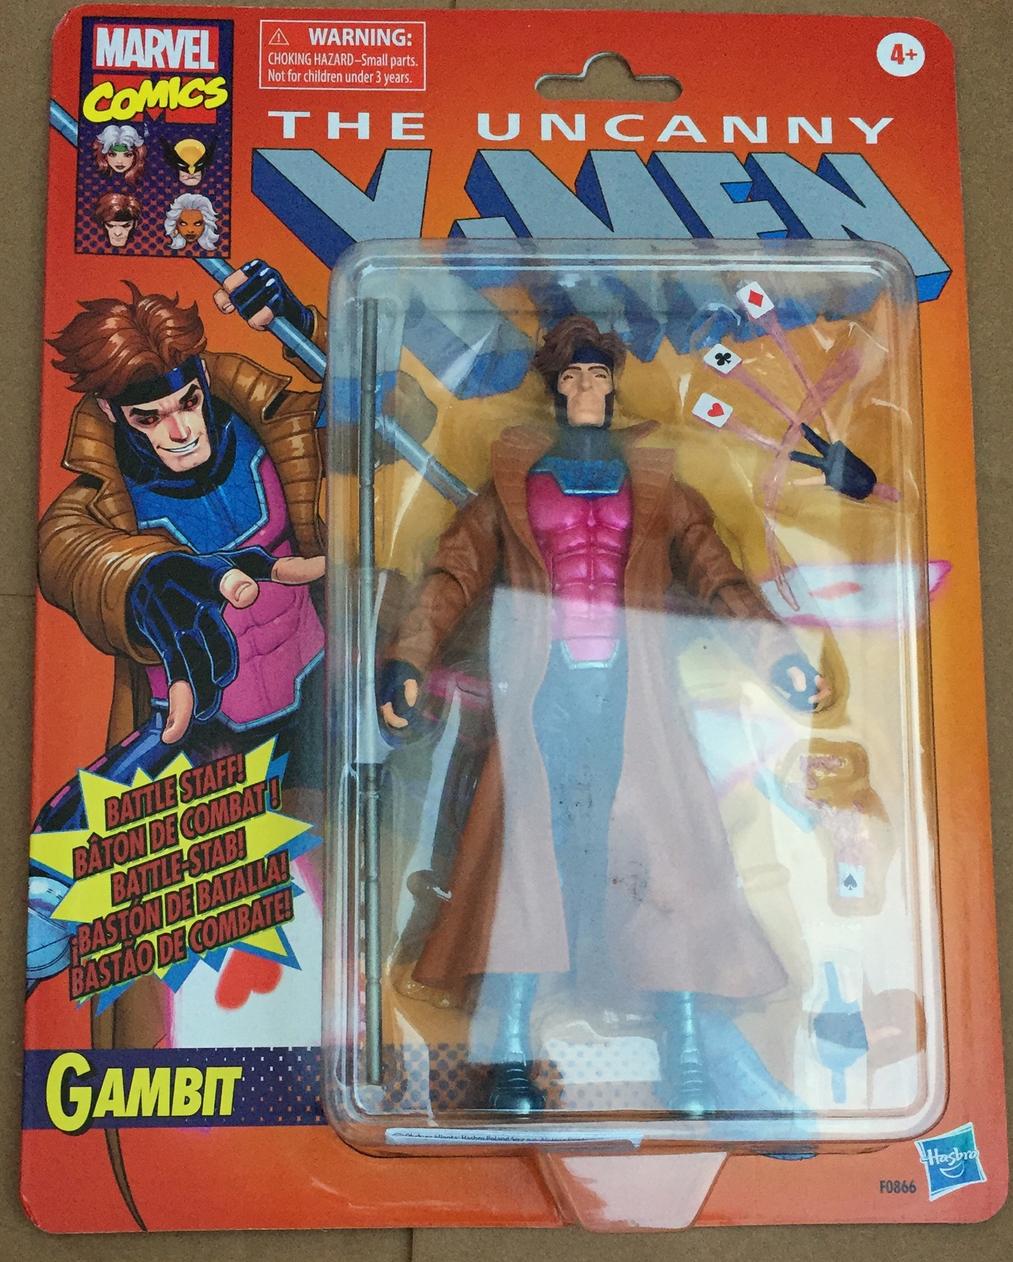 MARVEL
COMICS
WARNING:
CHOKING HAZARD–Small parts.
Not for children under 3 years.
4+
THE UNCANNY
X-MEN
BATTLE STAFF!
BÂTON DE COMBAT !
BATTLE-STAB!
¡BASTÓN DE BATALLA!
BASTÃO DE COMBATE!
GAMBIT
Hasbro
F0866